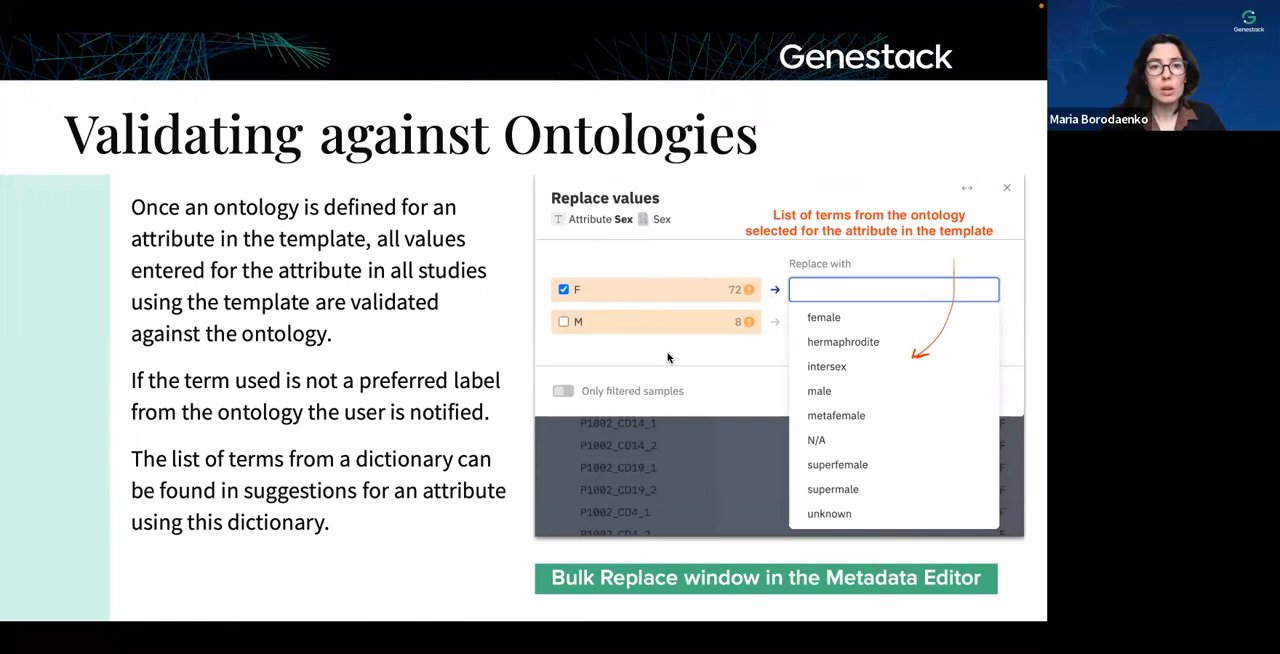 Genestack
Genestack
Maria Borodaenko
Validating against Ontologies
Once an ontology is defined for an
attribute in the template, all values
entered for the attribute in all studies
using the template are validated
against the ontology.
If the term used is not a preferred label
from the ontology the user is notified.
The list of terms from a dictionary can
be found in suggestions for an attribute
using this dictionary.
Replace values
T Attribute Sex Sex
List of terms from the ontology
selected for the attribute in the template
Replace with
F 72
M 8
female
hermaphrodite
intersex
male
metafemale
N/A
superfemale
supermale
unknown
Only filtered samples
P1002_CD14_1 F
P1002_CD14_2
P1002_CD19_1
P1002_CD19_2
P1002_CD4_1
P1002_CD4_2
Bulk Replace window in the Metadata Editor